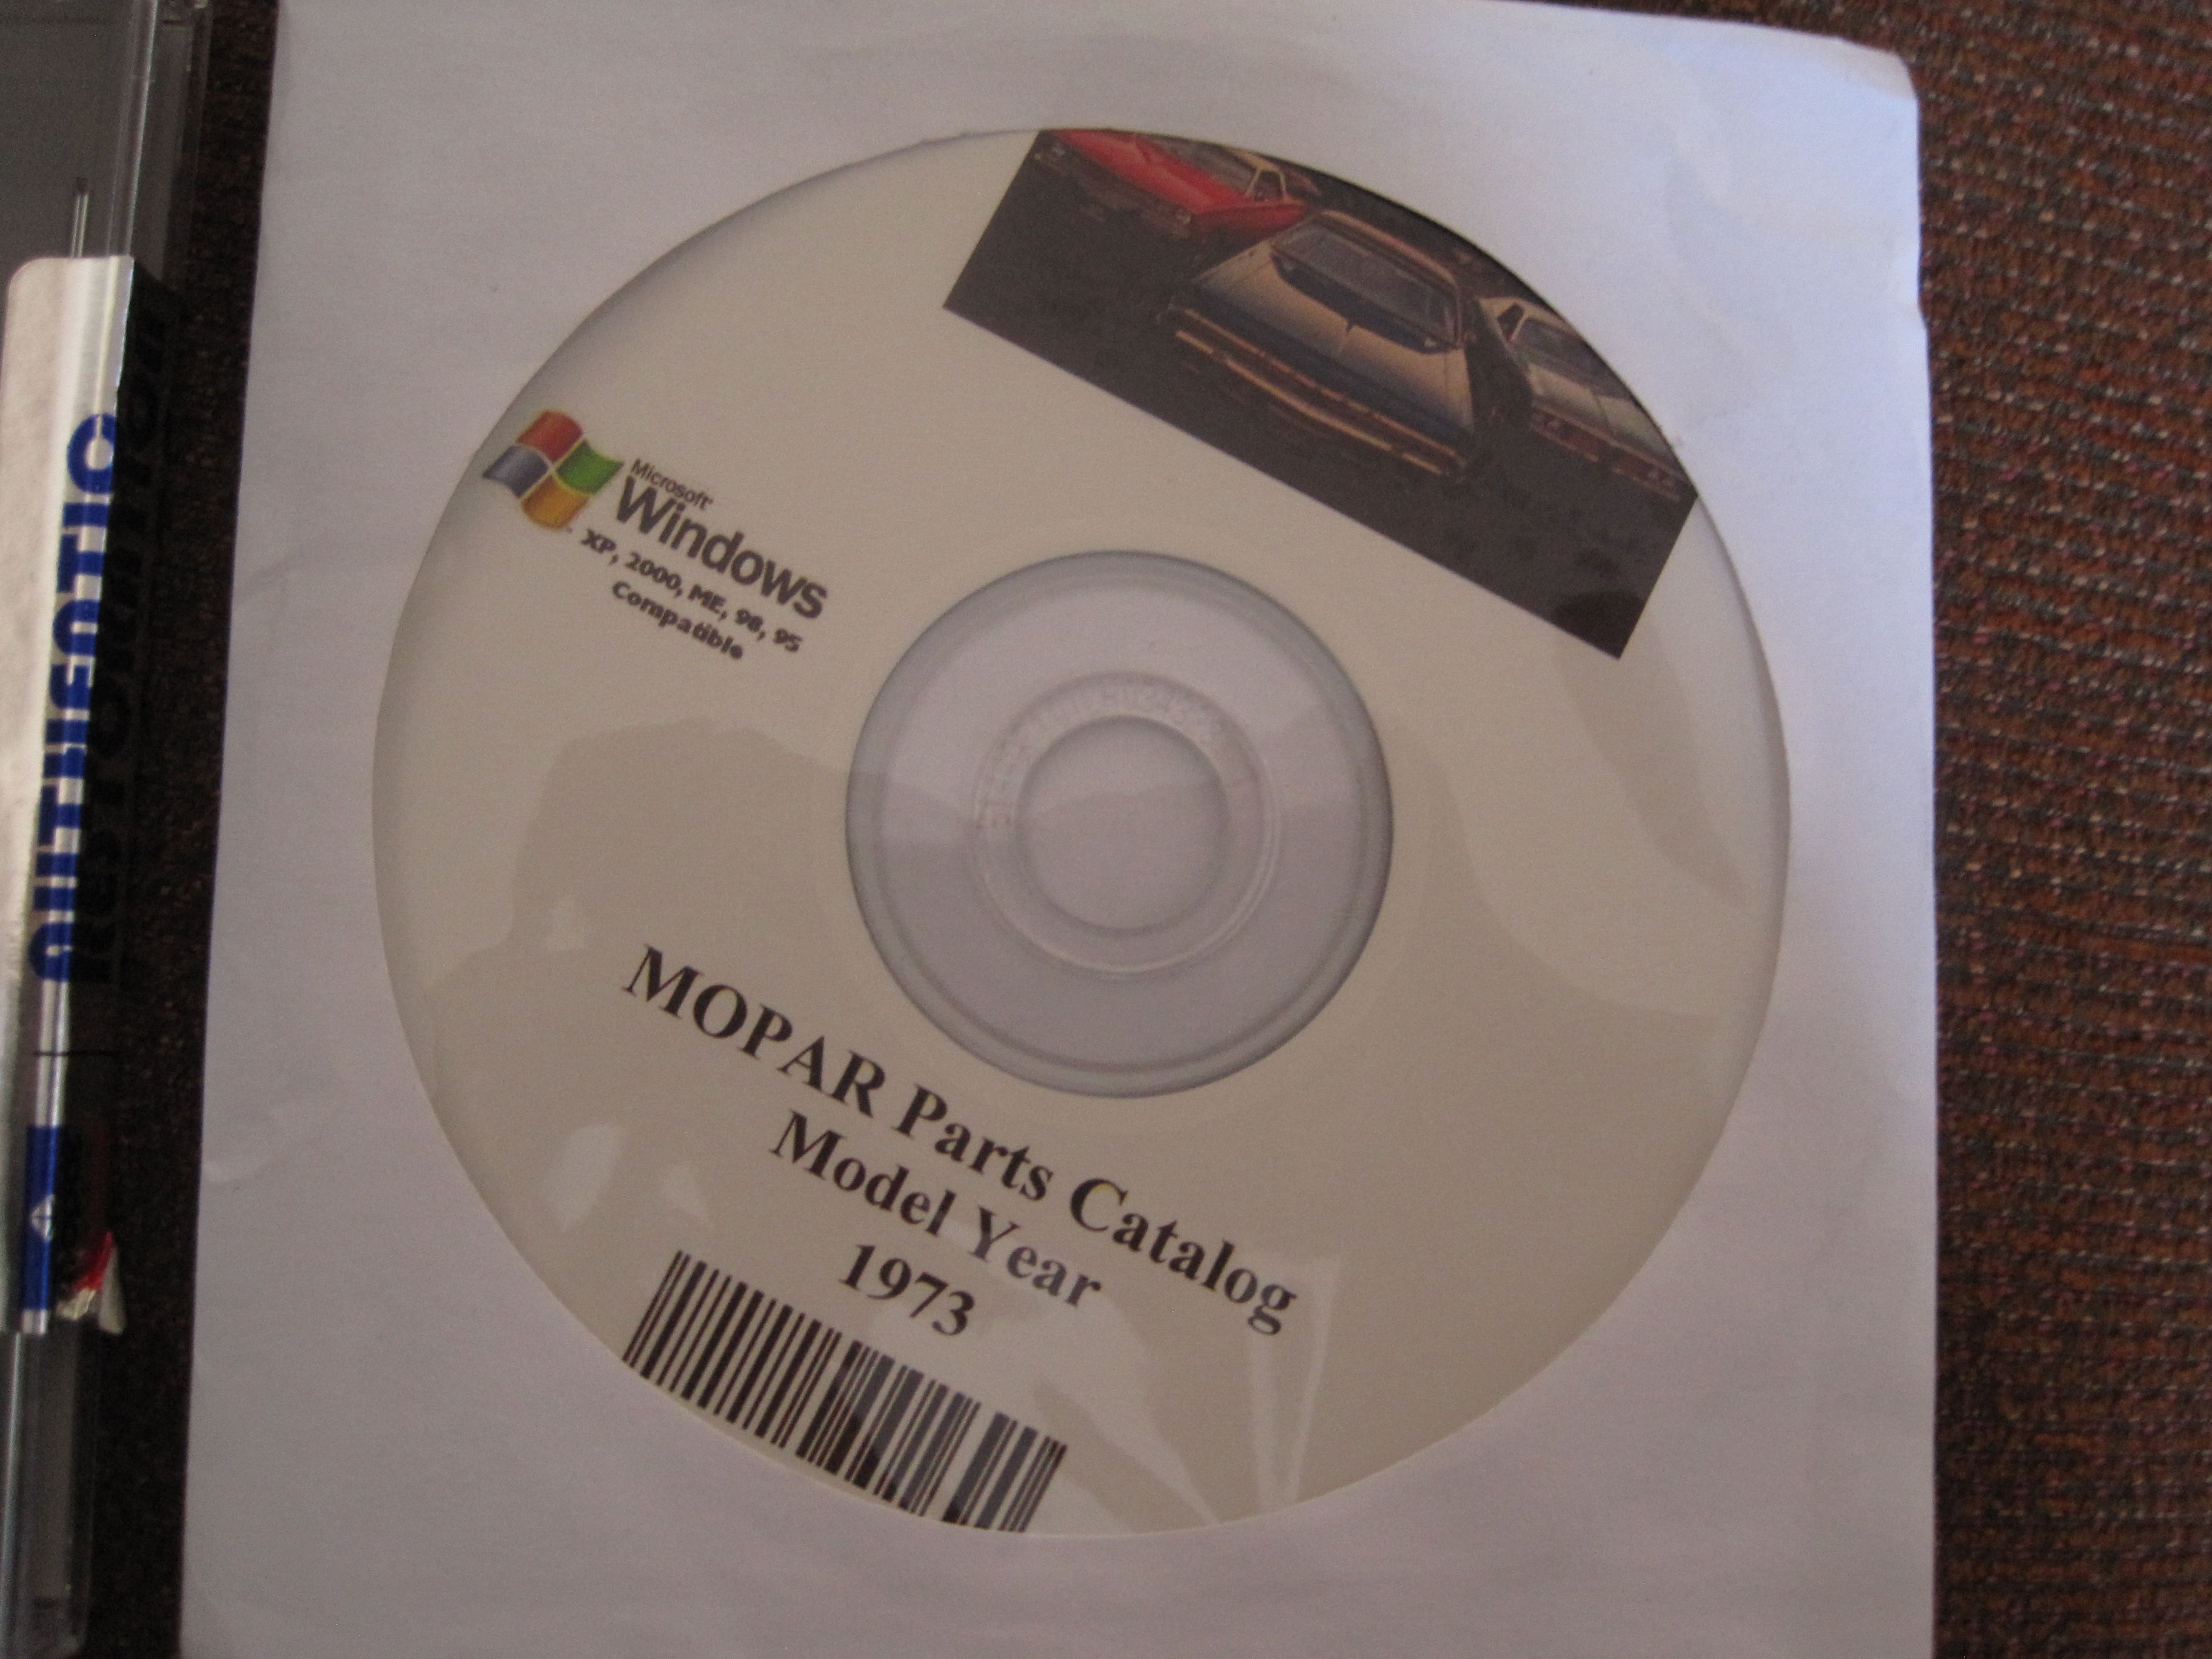 Microsoft
Windows
XP, 2000, ME, 98, 95
Compatible
MOPAR Parts Catalog
Model Year
1973
AUTHENTIC